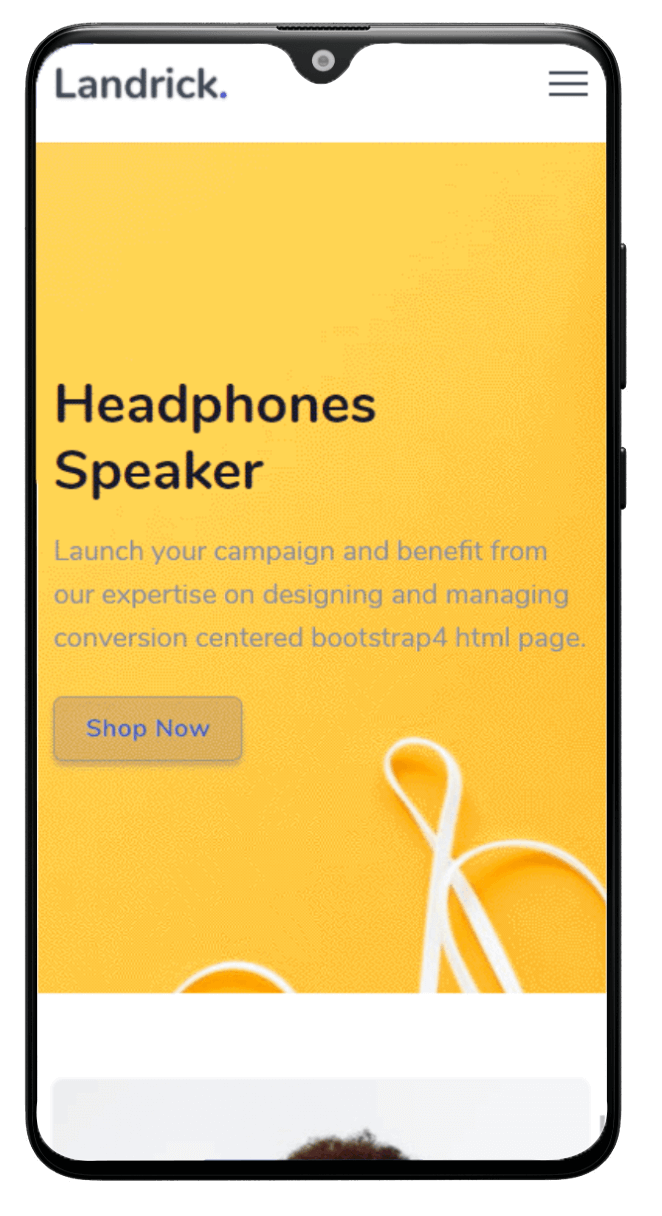 Landrick.
Headphones
Speaker
Launch your campaign and benefit from
our expertise on designing and managing
conversion centered bootstrap4 html page.
Shop Now